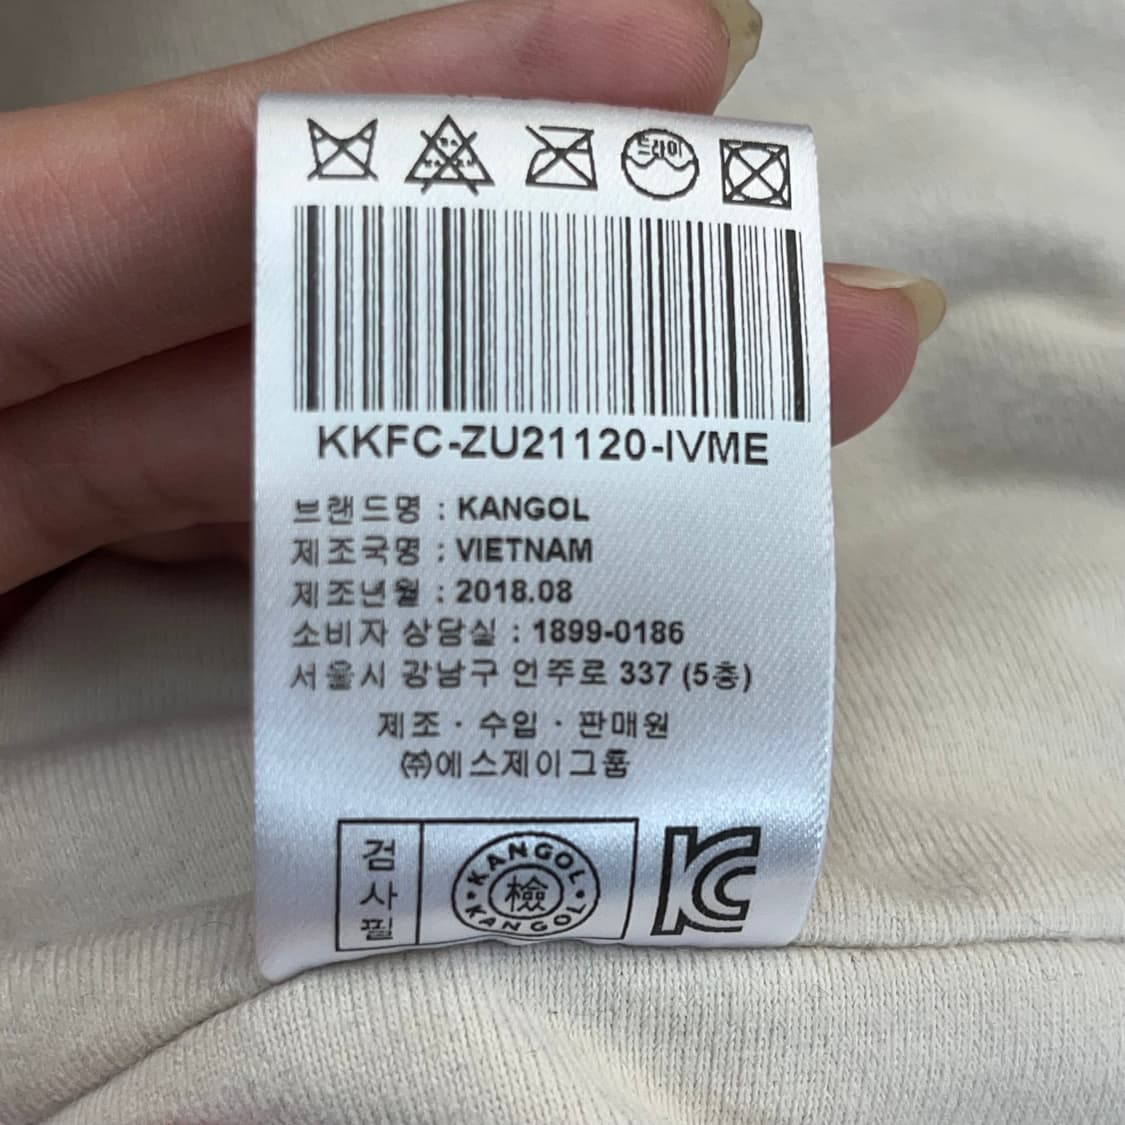 드라이
KKFC-ZU21120-IVME
브랜드명 : KANGOL
제조국명 : VIETNAM
제조년월 : 2018.08
소비자 상담실 : 1899-0186
서울시 강남구 언주로 337 (5층)
제조 · 수입 · 판매원
㈜에스제이그룹
검사필
KANGOL
檢
KANGOL
KC